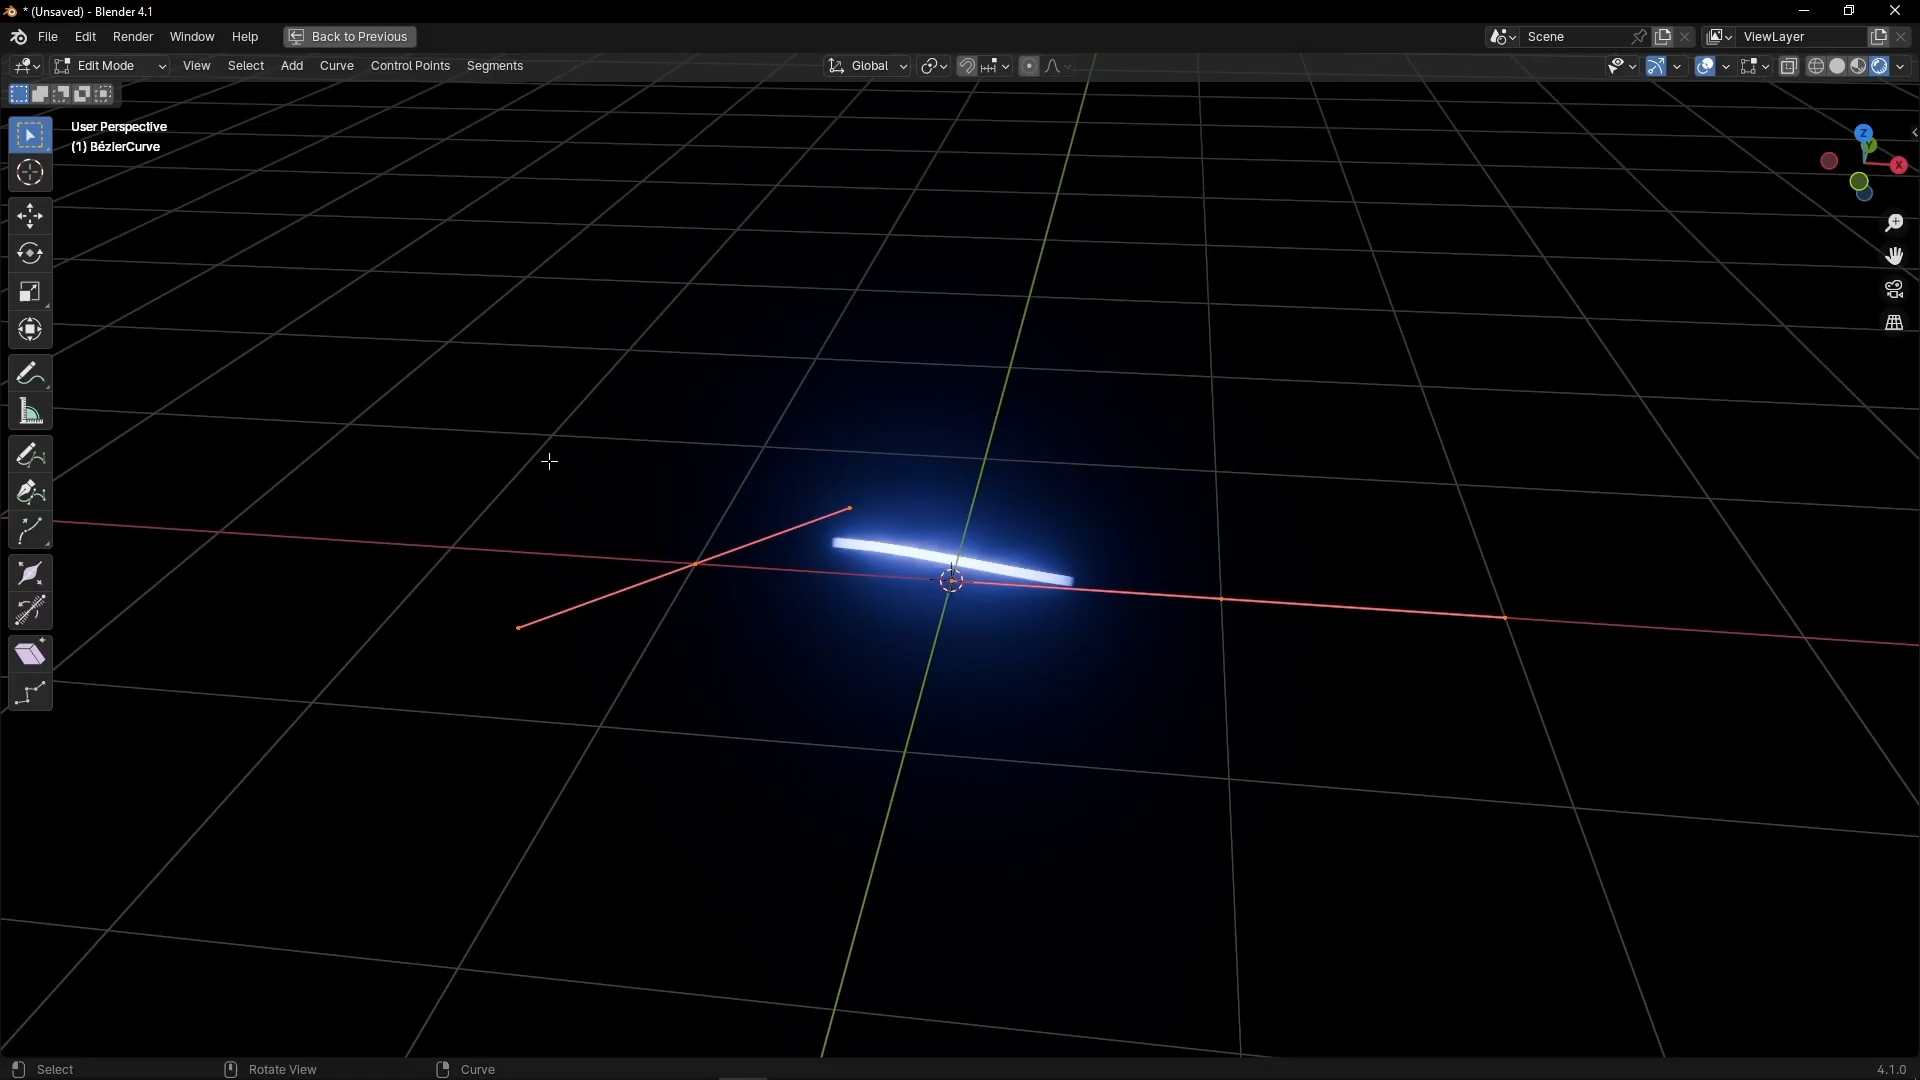 * (Unsaved) - Blender 4.1
File Edit Render Window Help Back to Previous Scene ViewLayer
Edit Mode View Select Add Curve Control Points Segments Global
User Perspective
(1) BézierCurve
Z
Y
X
Select Rotate View Curve 4.1.0